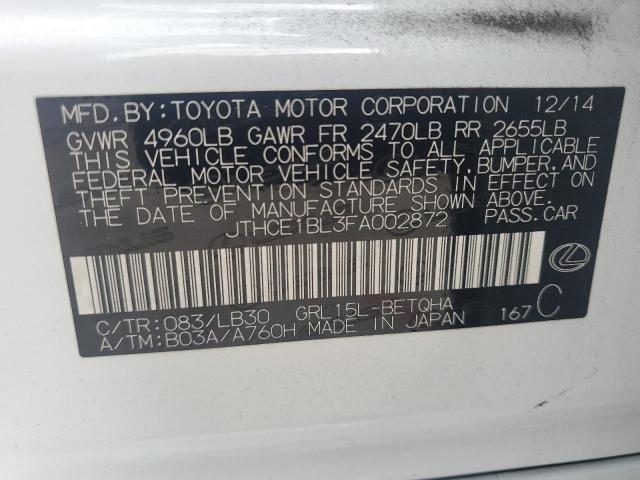 MFD. BY: TOYOTA MOTOR CORPORATION 12/14
GVWR 4960LB GAWR FR 2470LB RR 2655LB
THIS VEHICLE CONFORMS TO ALL APPLICABLE
FEDERAL MOTOR VEHICLE SAFETY, BUMPER, AND
THEFT PREVENTION STANDARDS IN EFFECT ON
THE DATE OF MANUFACTURE SHOWN ABOVE.
JTHCE1BL3FA002872 PASS. CAR
C/TR: 083/LB30 GRL15L-BETQHA
A/TM: B03A/A760H MADE IN JAPAN 167 C